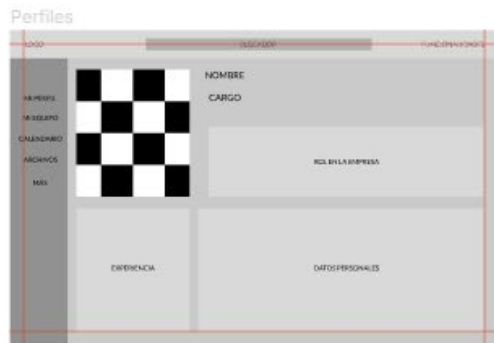 Perfiles
LOGO
BUSCADOR
FUNCIONALIDADES
NOMBRE
CARGO
MI PERFIL
MI EQUIPO
CALENDARIO
ARCHIVOS
MÁS
ROL EN LA EMPRESA
EXPERIENCIA
DATOS PERSONALES